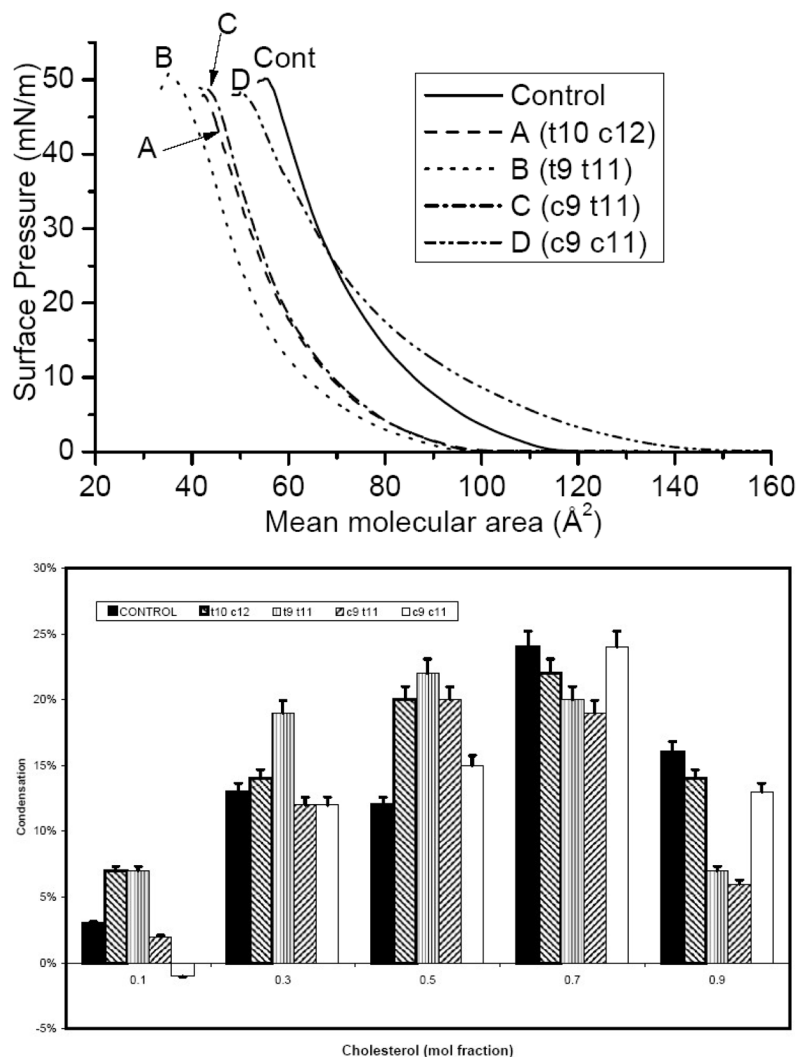 C
B
Cont
D
A
Control
A (t10 c12)
B (t9 t11)
C (c9 t11)
D (c9 c11)
Surface Pressure (mN/m)
50
40
30
20
10
0
20 40 60 80 100 120 140 160
Mean molecular area (Å²)
30%
25%
20%
15%
10%
5%
0%
-5%
CONTROL t10 c12 t9 t11 c9 t11 c9 c11
Condensation
0.1 0.3 0.5 0.7 0.9
Cholesterol (mol fraction)